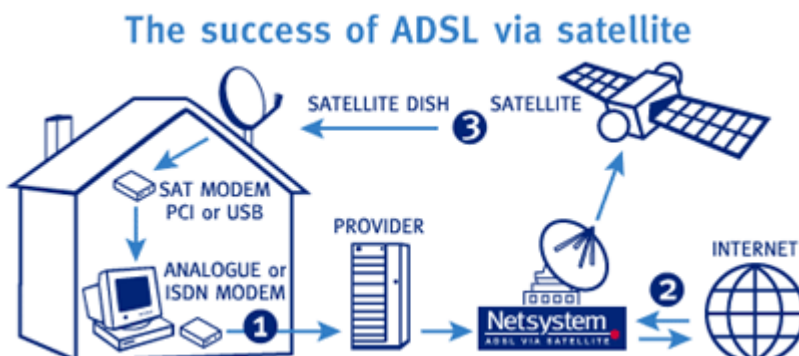 The success of ADSL via satellite
SATELLITE DISH
3
SATELLITE
SAT MODEM
PCI or USB
PROVIDER
INTERNET
ANALOGUE or
ISDN MODEM
1
2
Netsystem
ADSL VIA SATELLITE